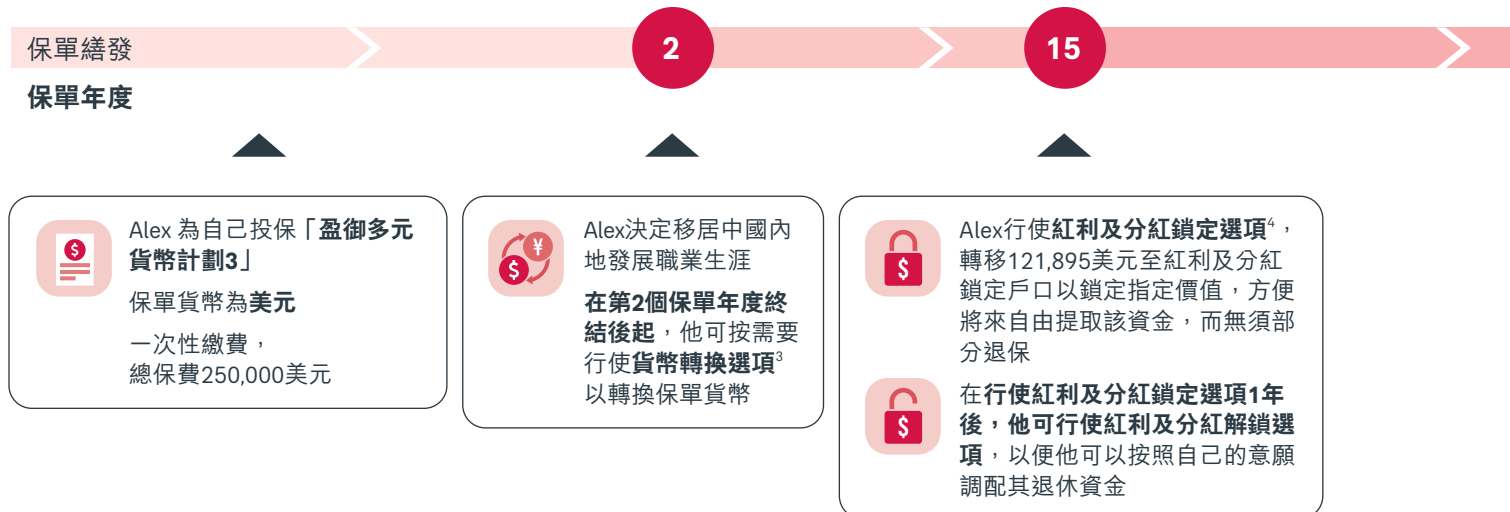 保單繕發
2
15
保單年度
$
Alex 為自己投保「盈御多元
貨幣計劃3」
保單貨幣為美元
一次性繳費，
總保費250,000美元
$ ¥
Alex決定移居中國內
地發展職業生涯
在第2個保單年度終
結後起，他可按需要
行使貨幣轉換選項3
以轉換保單貨幣
$
Alex行使紅利及分紅鎖定選項4，
轉移121,895美元至紅利及分紅
鎖定戶口以鎖定指定價值，方便
將來自由提取該資金，而無須部
分退保
$
在行使紅利及分紅鎖定選項1年
後，他可行使紅利及分紅解鎖選
項，以便他可以按照自己的意願
調配其退休資金